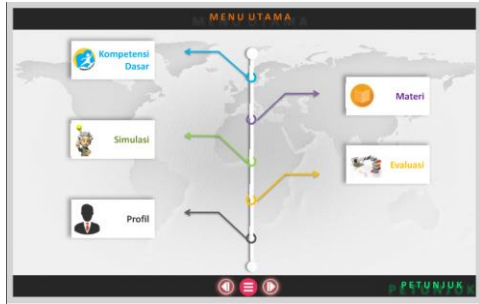 MENU UTAMA
Kompetensi
Dasar
Materi
Simulasi
Evaluasi
Profil
PETUNJUK